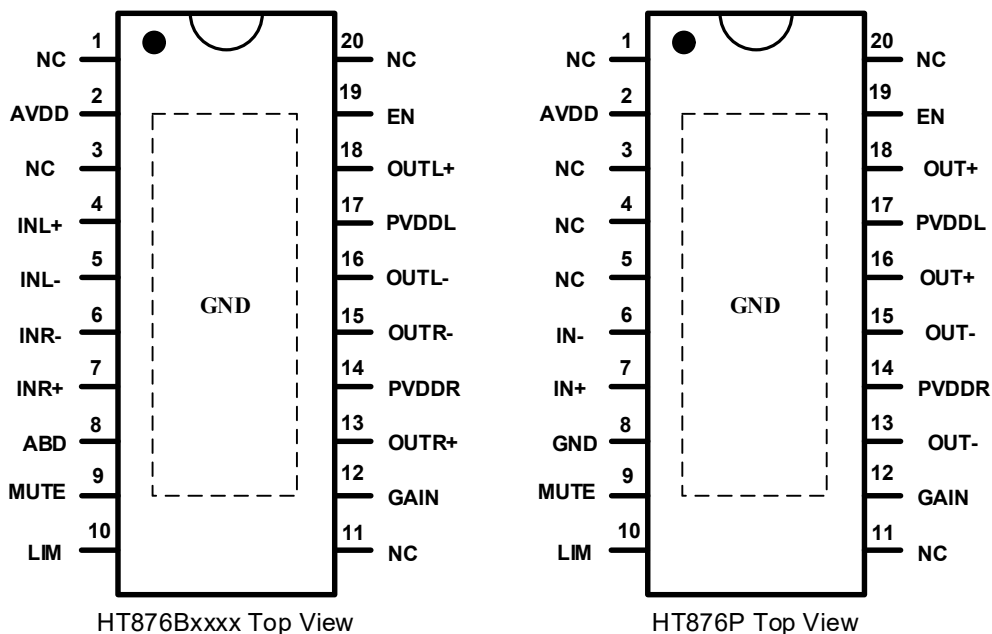 1 20 1 20
NC NC NC NC
2 19 2 19
AVDD EN AVDD EN
3 18 3 18
NC OUTL+ NC OUT+
4 17 4 17
INL+ PVDDL NC PVDDL
5 16 5 16
INL- GND OUTL- NC GND OUT+
6 15 6 15
INR- OUTR- IN- OUT-
7 14 7 14
INR+ PVDDR IN+ PVDDR
8 13 8 13
ABD OUTR+ GND OUT-
9 12 9 12
MUTE GAIN MUTE GAIN
10 11 10 11
LIM NC LIM NC
HT876Bxxxx Top View HT876P Top View